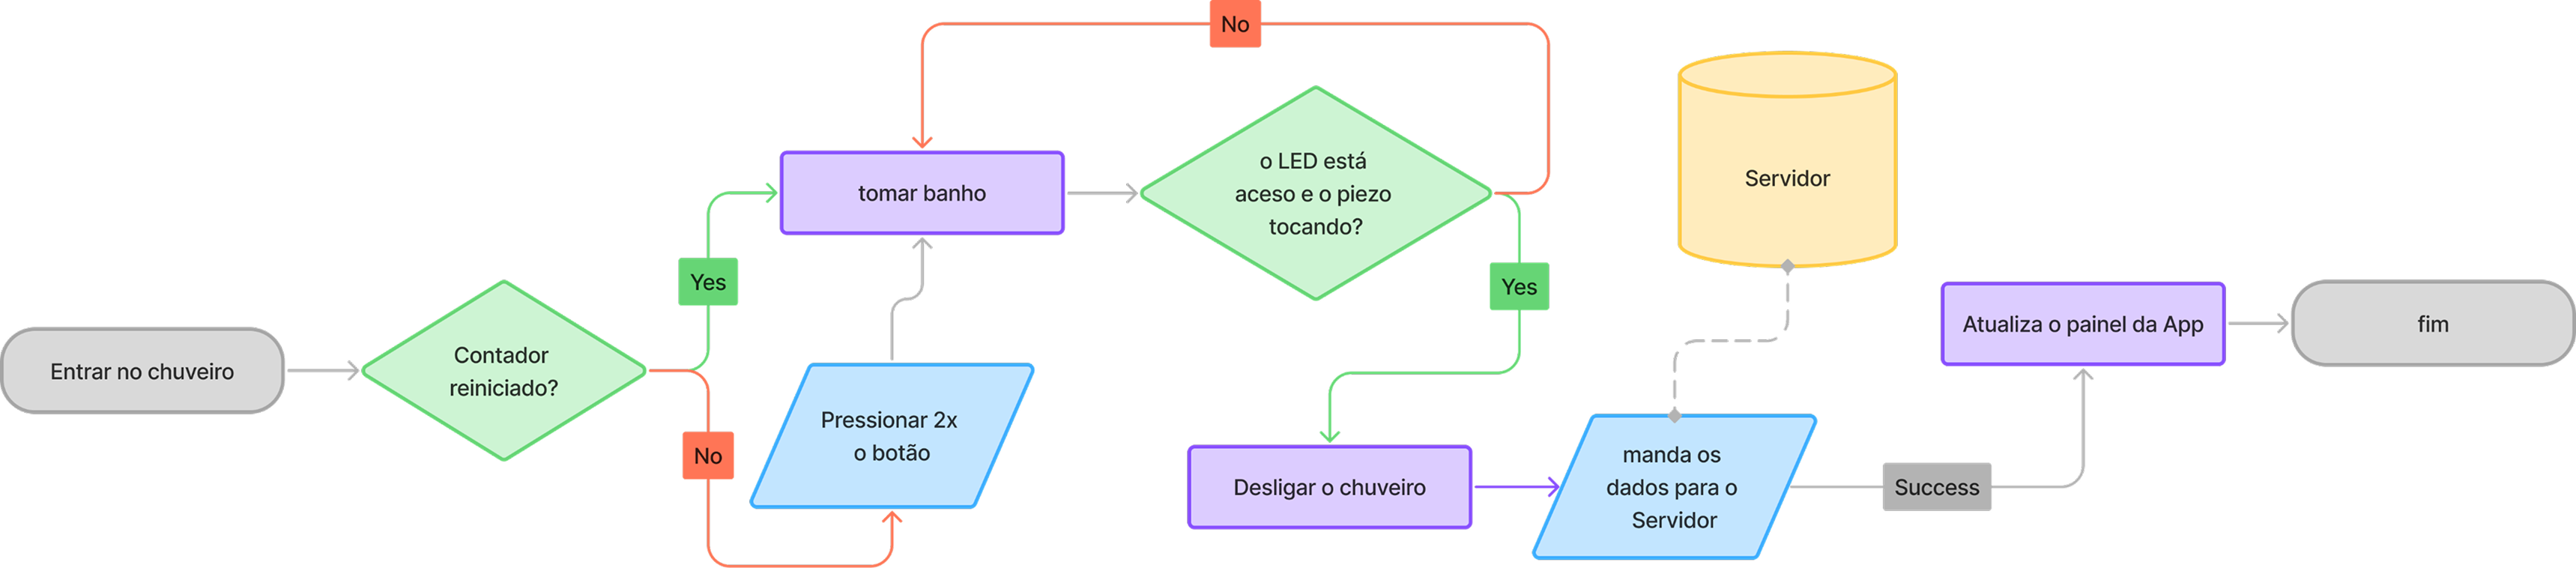 Entrar no chuveiro
Contador
reiniciado?
Yes
No
Pressionar 2x
o botão
tomar banho
No
o LED está
aceso e o piezo
tocando?
Yes
Desligar o chuveiro
manda os
dados para o
Servidor
Servidor
Success
Atualiza o painel da App
fim